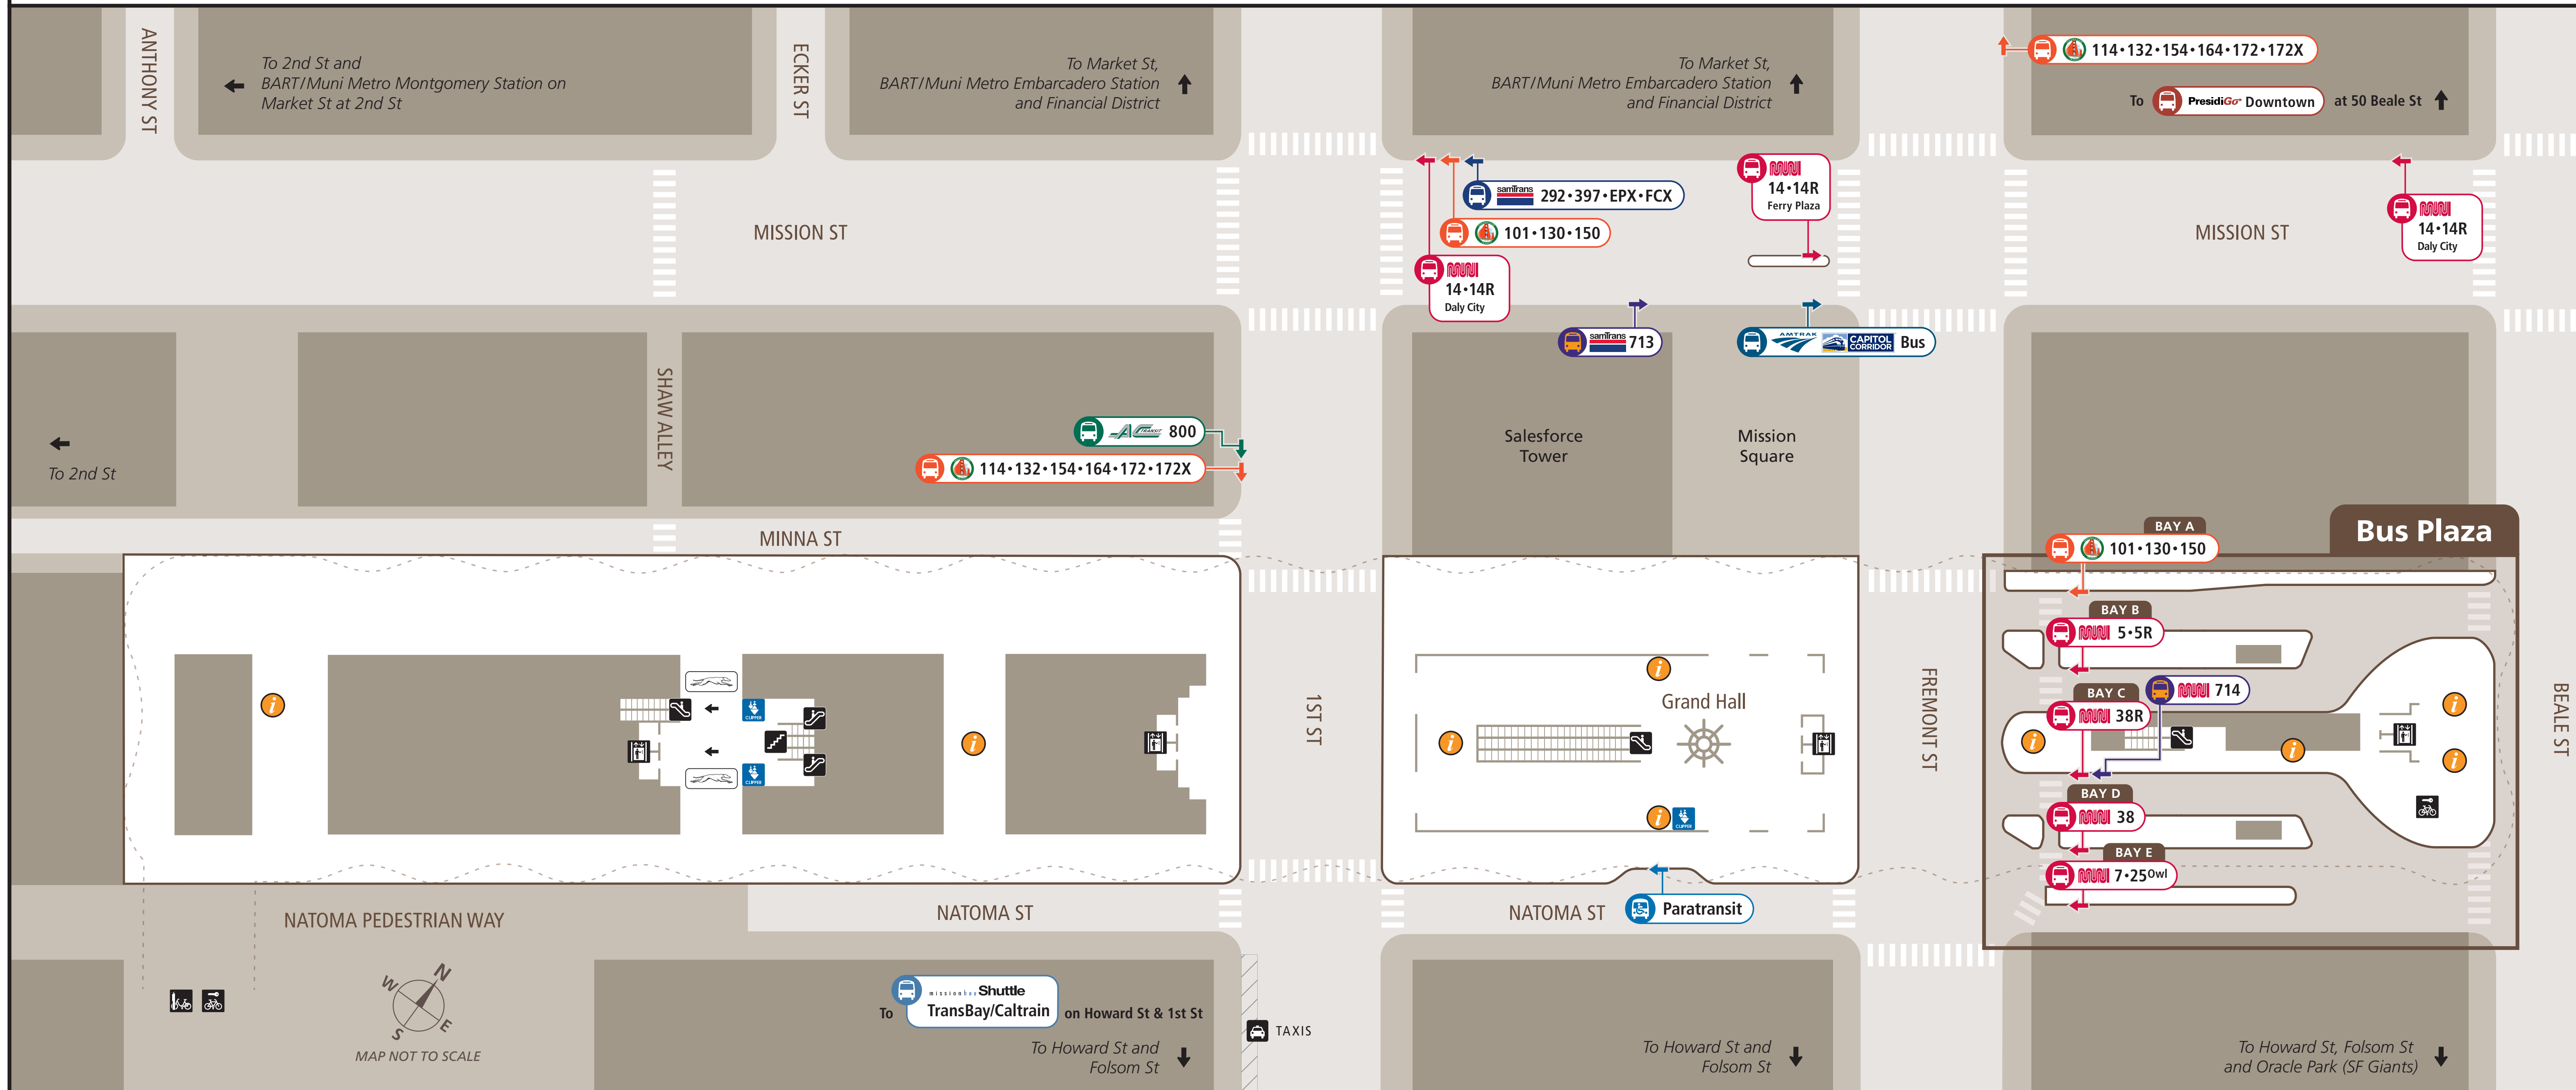 ANTHONY ST
To 2nd St and
BART/Muni Metro Montgomery Station on
Market St at 2nd St
ECKER ST
To Market St,
BART/Muni Metro Embarcadero Station
and Financial District
To Market St,
BART/Muni Metro Embarcadero Station
and Financial District
114•132•154•164•172•172X
To PresidiGo Downtown at 50 Beale St
MISSION ST
samTrans 292•397•EPX•FCX
101•130•150
MUNI
14•14R
Daly City
MUNI
14•14R
Ferry Plaza
MISSION ST
MUNI
14•14R
Daly City
samTrans 713
AMTRAK CAPITOL CORRIDOR Bus
SHAW ALLEY
To 2nd St
AC TRANSIT 800
114•132•154•164•172•172X
Salesforce
Tower
Mission
Square
MINNA ST
Bus Plaza
BAY A
101•130•150
BAY B
MUNI 5•5R
BAY C
MUNI 714
MUNI 38R
BAY D
MUNI 38
BAY E
MUNI 7•25Owl
i
CLIPPER
CLIPPER
i
1ST ST
i
Grand Hall
i
i
CLIPPER
FREMONT ST
i
i
i
i
BEALE ST
NATOMA PEDESTRIAN WAY
NATOMA ST
NATOMA ST
Paratransit
N
W
E
S
MAP NOT TO SCALE
missionbay Shuttle
To TransBay/Caltrain on Howard St & 1st St
To Howard St and
Folsom St
TAXIS
To Howard St and
Folsom St
To Howard St, Folsom St
and Oracle Park (SF Giants)